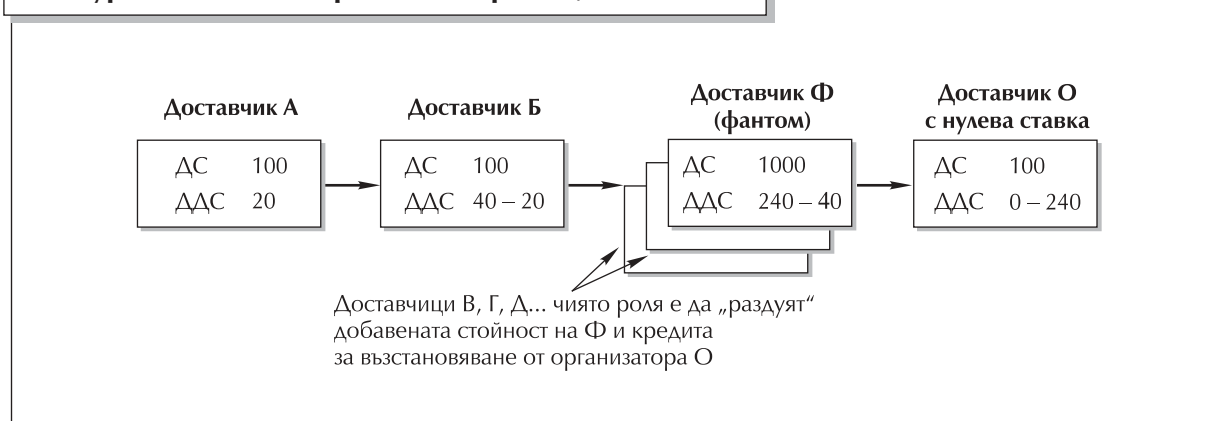 Доставчик А
ДС 100
ДДС 20
Доставчик Б
ДС 100
ДДС 40 – 20
Доставчик Ф
(фантом)
ДС 1000
ДДС 240 – 40
Доставчик О
с нулева ставка
ДС 100
ДДС 0 – 240
Доставчици В, Г, Д... чиято роля е да „раздуят“
добавената стойност на Ф и кредита
за възстановяване от организатора О